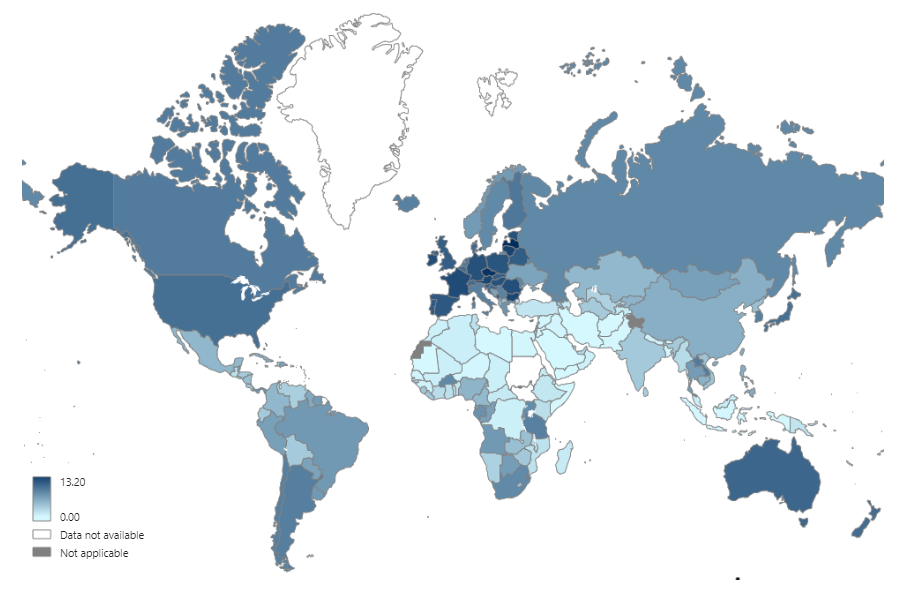 13.20
0.00
Data not available
Not applicable